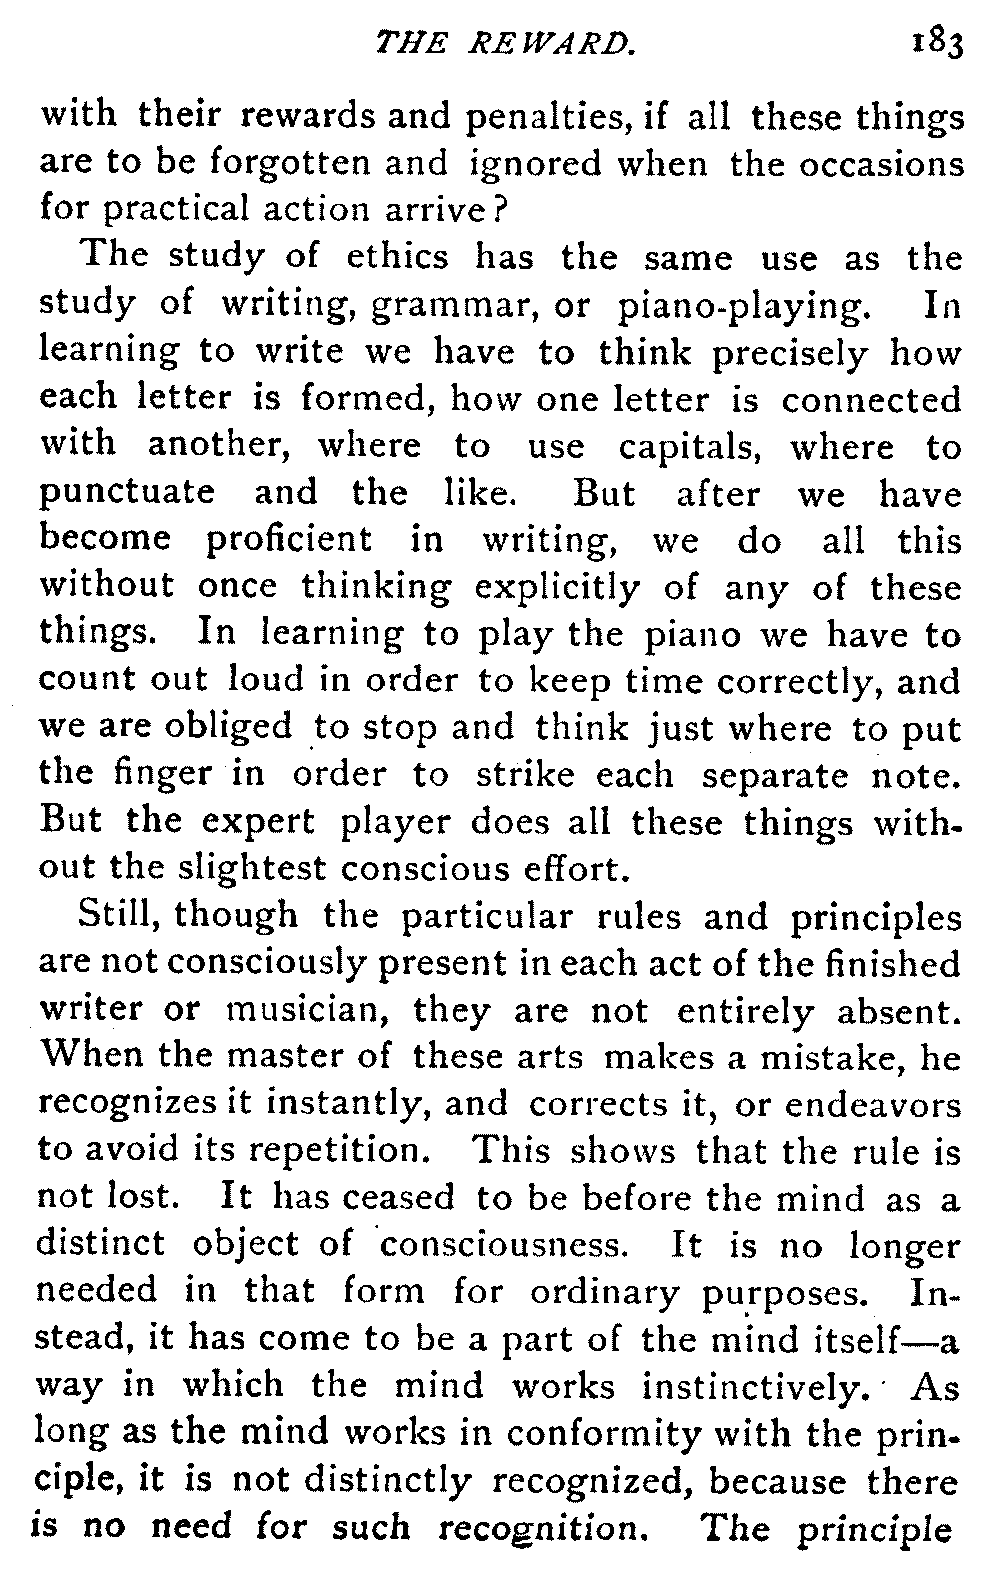 THE REWARD. 183
with their rewards and penalties, if all these things
are to be forgotten and ignored when the occasions
for practical action arrive?
The study of ethics has the same use as the
study of writing, grammar, or piano-playing. In
learning to write we have to think precisely how
each letter is formed, how one letter is connected
with another, where to use capitals, where to
punctuate and the like. But after we have
become proficient in writing, we do all this
without once thinking explicitly of any of these
things. In learning to play the piano we have to
count out loud in order to keep time correctly, and
we are obliged to stop and think just where to put
the finger in order to strike each separate note.
But the expert player does all these things with-
out the slightest conscious effort.
Still, though the particular rules and principles
are not consciously present in each act of the finished
writer or musician, they are not entirely absent.
When the master of these arts makes a mistake, he
recognizes it instantly, and corrects it, or endeavors
to avoid its repetition. This shows that the rule is
not lost. It has ceased to be before the mind as a
distinct object of consciousness. It is no longer
needed in that form for ordinary purposes. In-
stead, it has come to be a part of the mind itself—a
way in which the mind works instinctively. As
long as the mind works in conformity with the prin-
ciple, it is not distinctly recognized, because there
is no need for such recognition. The principle